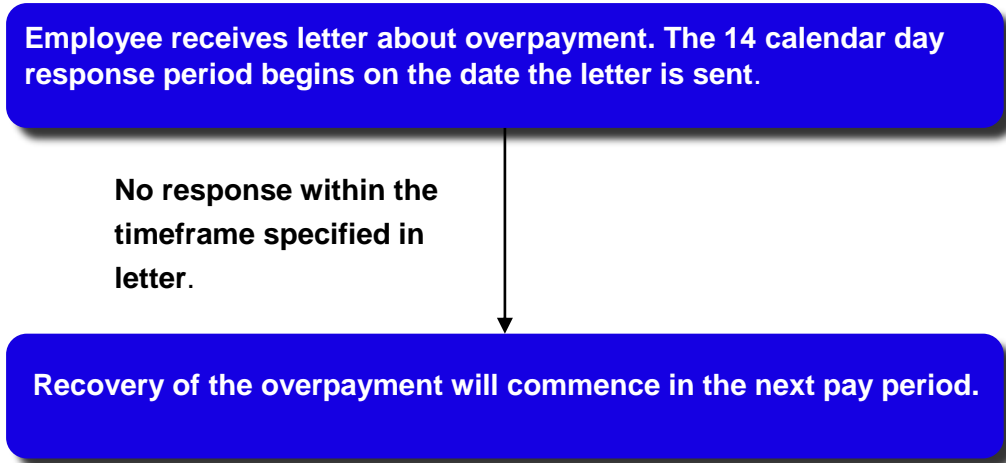 Employee receives letter about overpayment. The 14 calendar day
response period begins on the date the letter is sent.
No response within the
timeframe specified in
letter.
Recovery of the overpayment will commence in the next pay period.